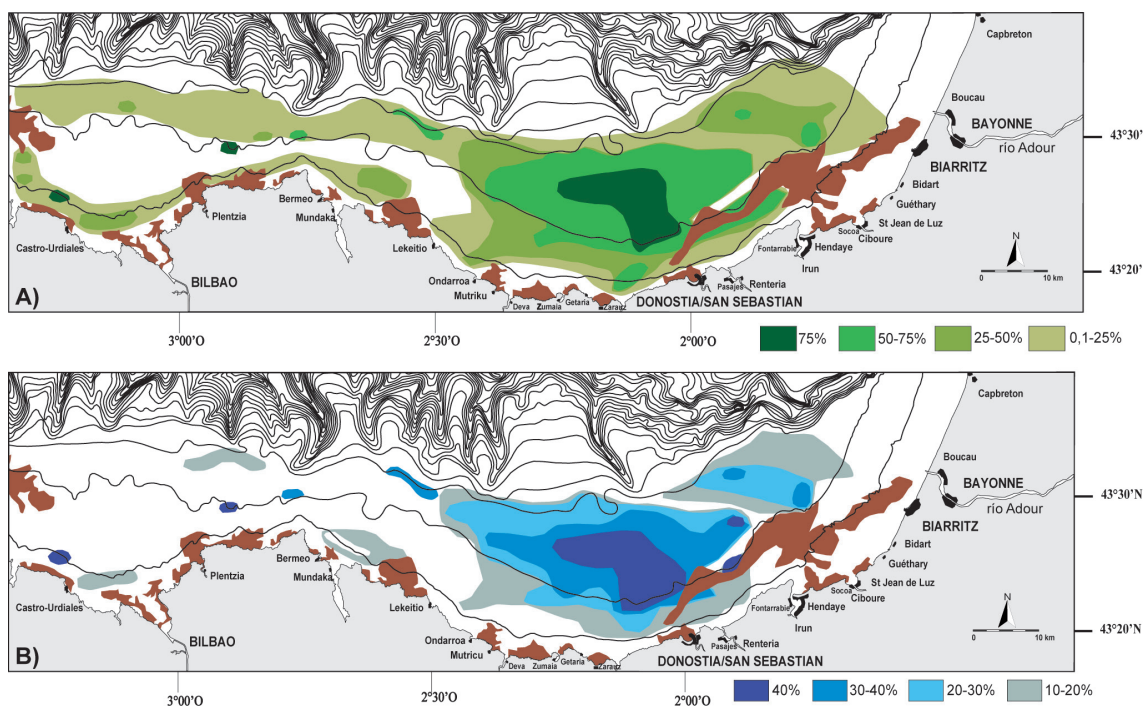 Capbreton
Boucau
BAYONNE
río Adour
43°30'N
BIARRITZ
Bidart
Guéthary
St Jean de Luz
Socoa
Ciboure
Fontarrabie
Hendaye
Irun
N
0 10 km
43°20'N
Plentzia
Bermeo
Mundaka
Castro-Urdiales
Lekeitio
BILBAO
Ondarroa
Mutriku
Deva
Zumaia
Getaria
Zarautz
Pasajes
Renteria
DONOSTIA/SAN SEBASTIAN
A)
3°00'O
2°30'O
2°00'O
75%
50-75%
25-50%
0,1-25%
Capbreton
Boucau
BAYONNE
río Adour
43°30'N
BIARRITZ
Bidart
Guéthary
St Jean de Luz
Socoa
Ciboure
Fontarrabie
Hendaye
Irun
N
0 10 km
43°20'N
Plentzia
Bermeo
Mundaka
Castro-Urdiales
Lekeitio
BILBAO
Ondarroa
Mutricu
Deva
Zumaia
Getaria
Zarautz
Pasajes
Renteria
DONOSTIA/SAN SEBASTIAN
B)
3°00'O
2°30'O
2°00'O
40%
30-40%
20-30%
10-20%